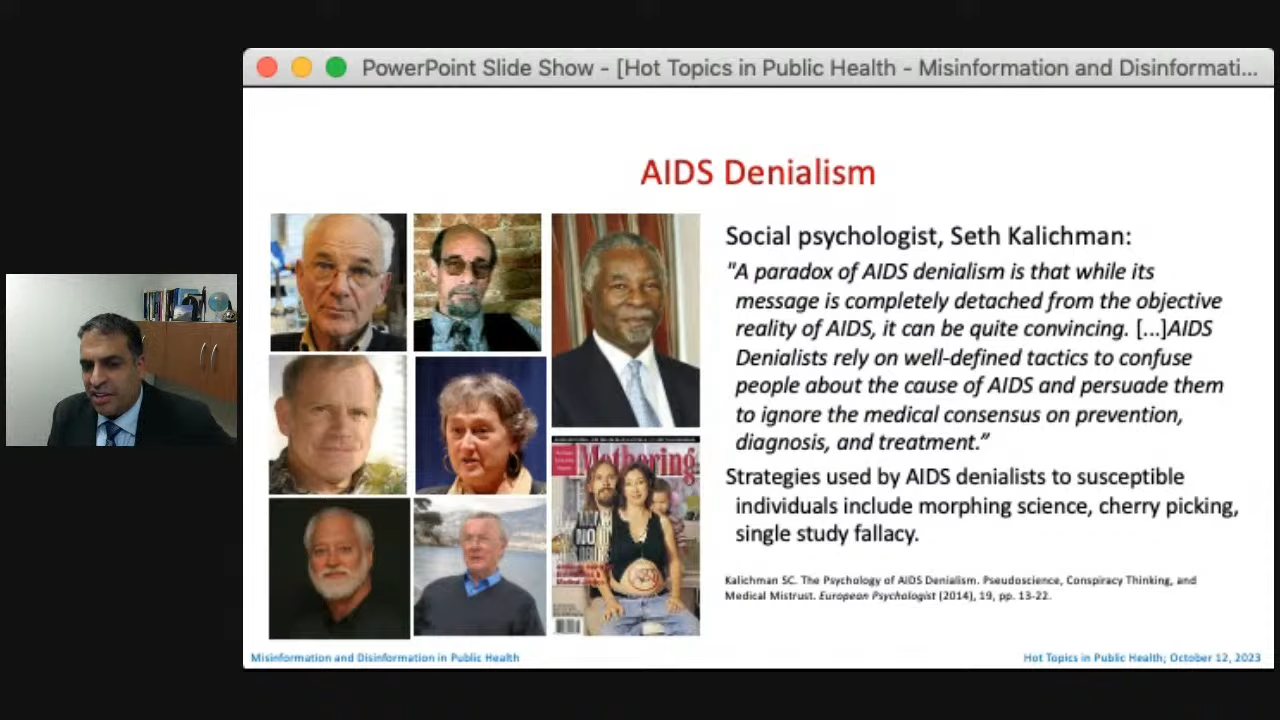 PowerPoint Slide Show - [Hot Topics in Public Health - Misinformation and Disinformati...
AIDS Denialism
Social psychologist, Seth Kalichman:
"A paradox of AIDS denialism is that while its
message is completely detached from the objective
reality of AIDS, it can be quite convincing. [...]AIDS
Denialists rely on well-defined tactics to confuse
people about the cause of AIDS and persuade them
to ignore the medical consensus on prevention,
diagnosis, and treatment.”
Strategies used by AIDS denialists to susceptible
individuals include morphing science, cherry picking,
single study fallacy.
Mothering
Kalichman SC. The Psychology of AIDS Denialism. Pseudoscience, Conspiracy Thinking, and
Medical Mistrust. European Psychologist (2014), 19, pp. 13-22.
Misinformation and Disinformation in Public Health
Hot Topics in Public Health; October 12, 2023